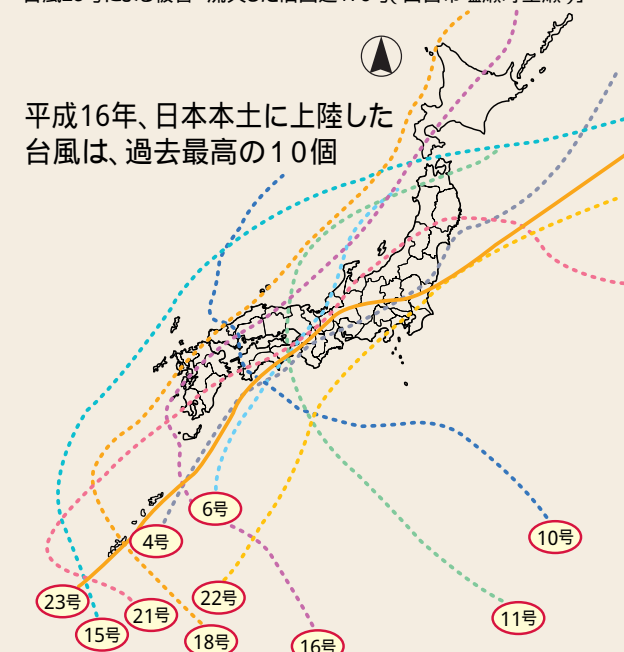 平成16年、日本本土に上陸した
台風は、過去最高の１０個
6号
4号
10号
23号
21号
22号
11号
15号
18号
16号